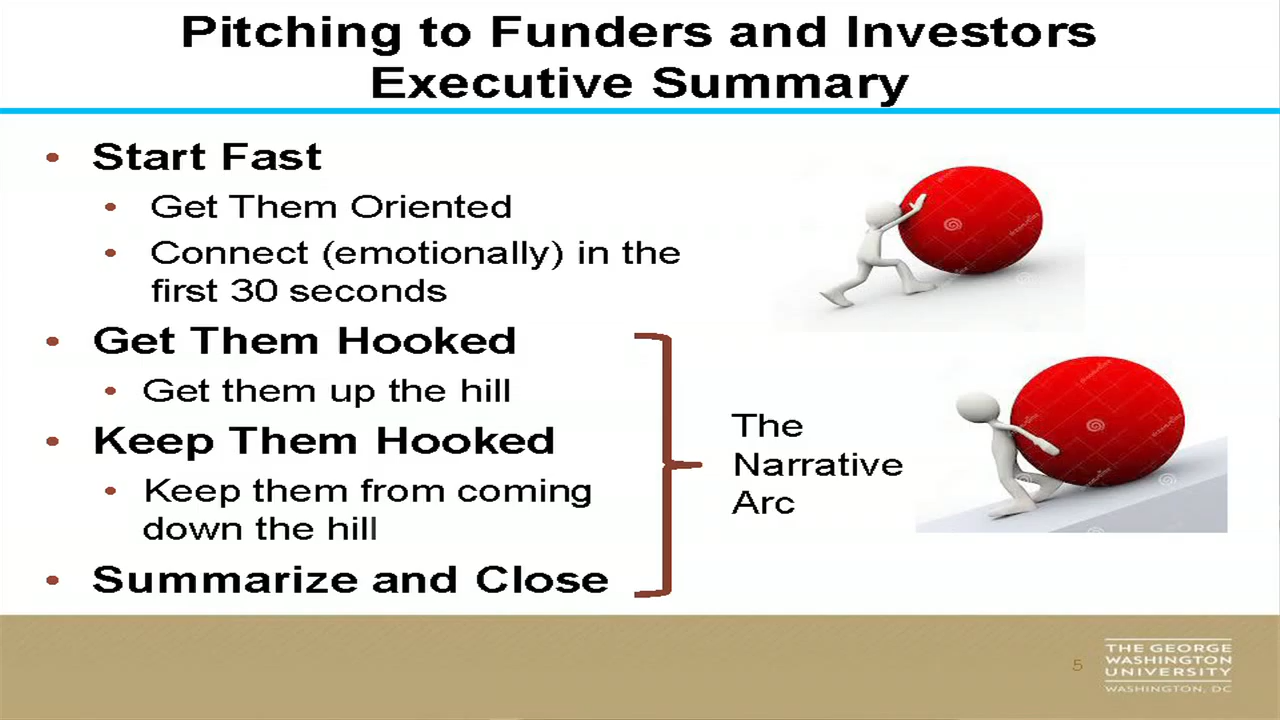 Pitching to Funders and Investors
Executive Summary
• Start Fast
• Get Them Oriented
• Connect (emotionally) in the
first 30 seconds
• Get Them Hooked
• Get them up the hill
• Keep Them Hooked
• Keep them from coming
down the hill
• Summarize and Close
The
Narrative
Arc
5
THE GEORGE
WASHINGTON
UNIVERSITY
WASHINGTON, DC